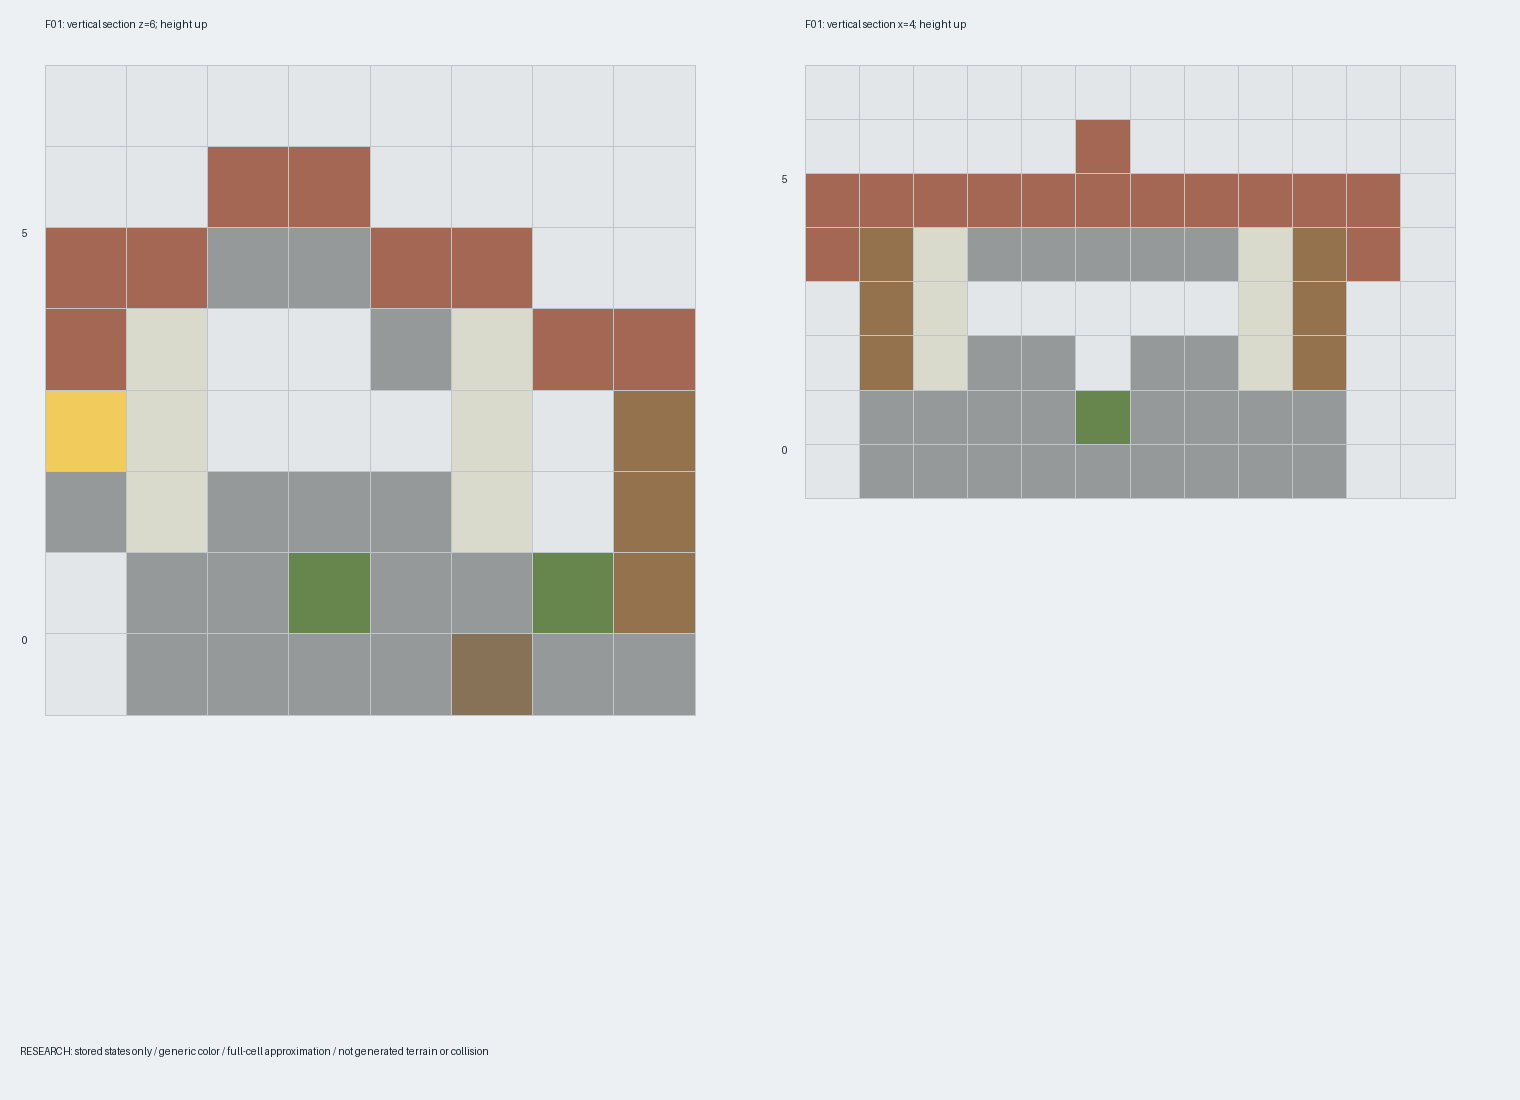 F01: vertical section z=6; height up
F01: vertical section x=4; height up
5
0
5
0
RESEARCH: stored states only / generic color / full-cell approximation / not generated terrain or collision